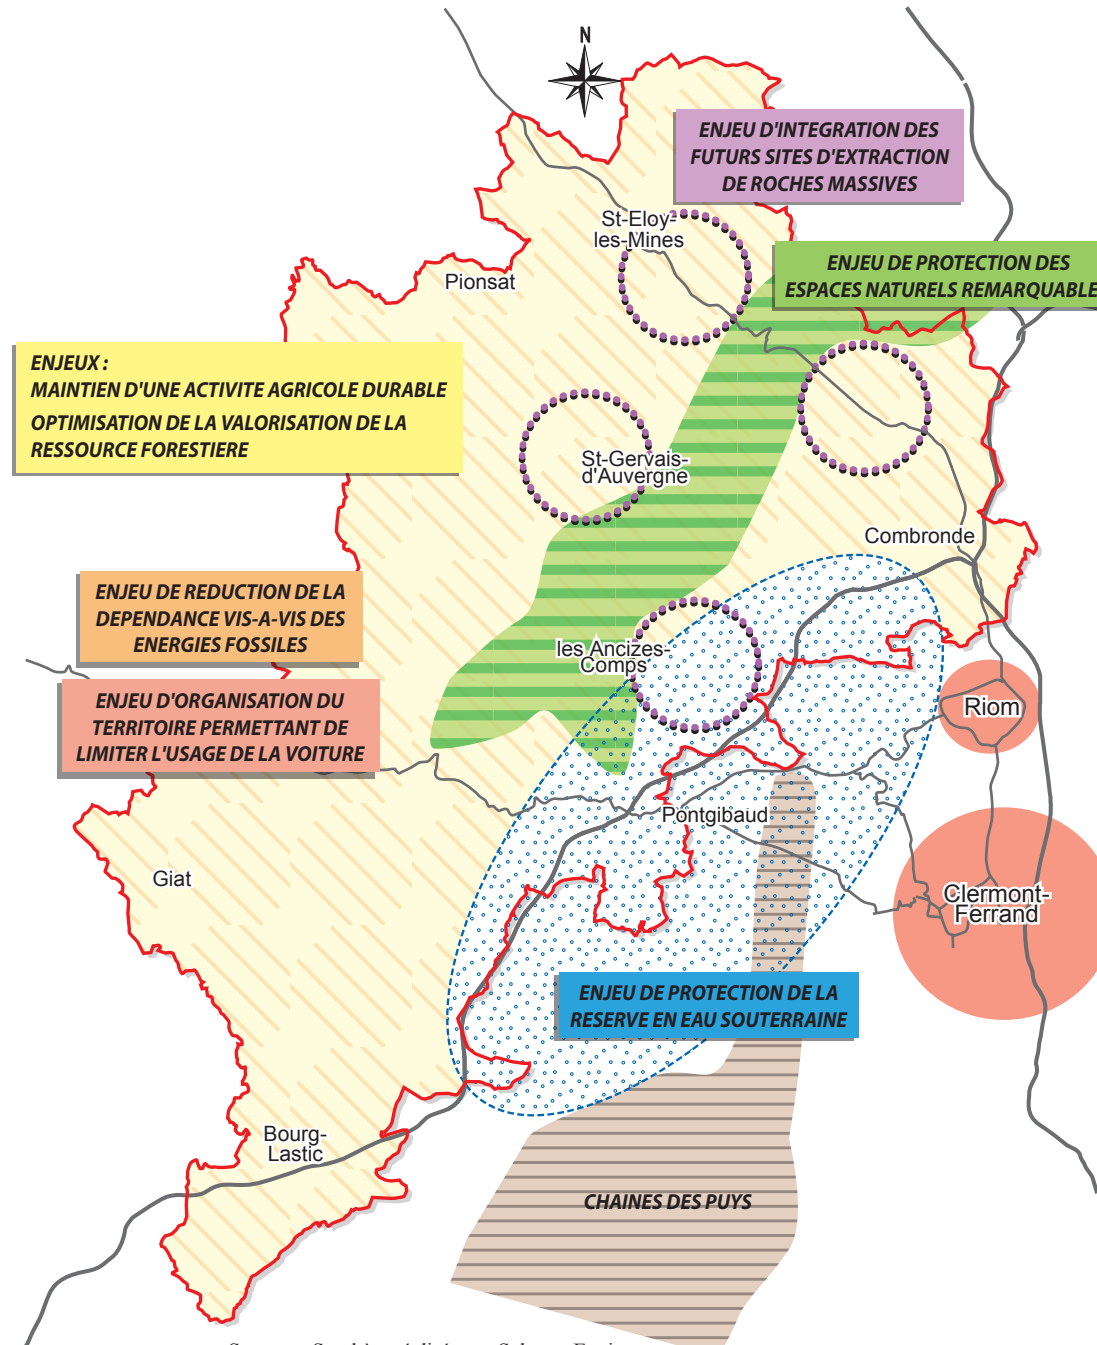 N
ENJEU D'INTEGRATION DES
FUTURS SITES D'EXTRACTION
DE ROCHES MASSIVES
St-Eloy-
les-Mines
Pionsat
ENJEU DE PROTECTION DES
ESPACES NATURELS REMARQUABLE
ENJEUX :
MAINTIEN D'UNE ACTIVITE AGRICOLE DURABLE
OPTIMISATION DE LA VALORISATION DE LA
RESSOURCE FORESTIERE
St-Gervais-
d'Auvergne
Combronde
ENJEU DE REDUCTION DE LA
DEPENDANCE VIS-A-VIS DES
ENERGIES FOSSILES
les Ancizes-
Comps
ENJEU D'ORGANISATION DU
TERRITOIRE PERMETTANT DE
LIMITER L'USAGE DE LA VOITURE
Riom
Pontgibaud
Giat
Clermont-
Ferrand
ENJEU DE PROTECTION DE LA
RESERVE EN EAU SOUTERRAINE
Bourg-
Lastic
CHAINES DES PUYS